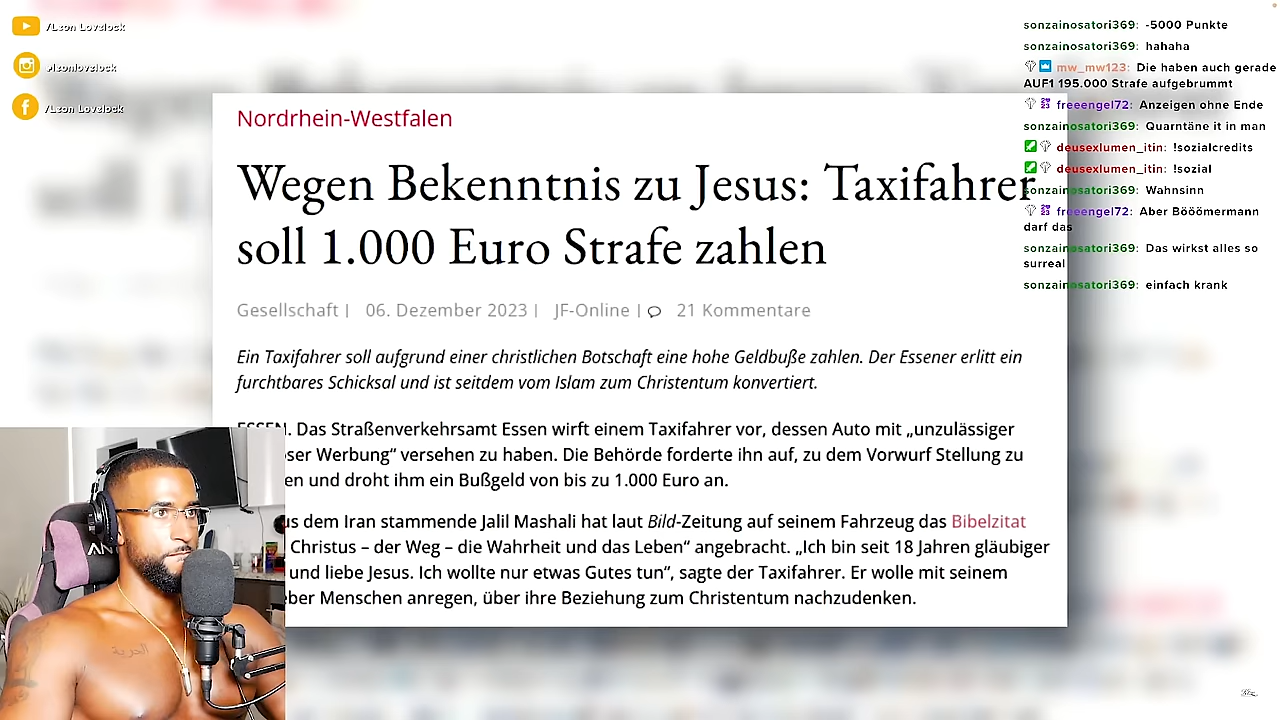 /Leon Lovelock
leonlovelock
/Leon Lovelock
Nordrhein-Westfalen
Wegen Bekenntnis zu Jesus: Taxifahrer
soll 1.000 Euro Strafe zahlen
Gesellschaft | 06. Dezember 2023 | JF-Online | 21 Kommentare
Ein Taxifahrer soll aufgrund einer christlichen Botschaft eine hohe Geldbuße zahlen. Der Essener erlitt ein
furchtbares Schicksal und ist seitdem vom Islam zum Christentum konvertiert.
ESSEN. Das Straßenverkehrsamt Essen wirft einem Taxifahrer vor, dessen Auto mit „unzulässiger
öser Werbung“ versehen zu haben. Die Behörde forderte ihn auf, zu dem Vorwurf Stellung zu
en und droht ihm ein Bußgeld von bis zu 1.000 Euro an.
us dem Iran stammende Jalil Mashali hat laut Bild-Zeitung auf seinem Fahrzeug das Bibelzitat
Christus – der Weg – die Wahrheit und das Leben“ angebracht. „Ich bin seit 18 Jahren gläubiger
und liebe Jesus. Ich wollte nur etwas Gutes tun“, sagte der Taxifahrer. Er wolle mit seinem
eber Menschen anregen, über ihre Beziehung zum Christentum nachzudenken.
sonzainosatori369: -5000 Punkte
sonzainosatori369: hahaha
mw_mw123: Die haben auch gerade
AUF1 195.000 Strafe aufgebrummt
freeengel72: Anzeigen ohne Ende
sonzainosatori369: Quarntäne it in man
deusexlumen_itin: !sozialcredits
deusexlumen_itin: !sozial
sonzainosatori369: Wahnsinn
freeengel72: Aber Böömermann
darf das
sonzainosatori369: Das wirkst alles so
surreal
sonzainosatori369: einfach krank
AN
الحرية